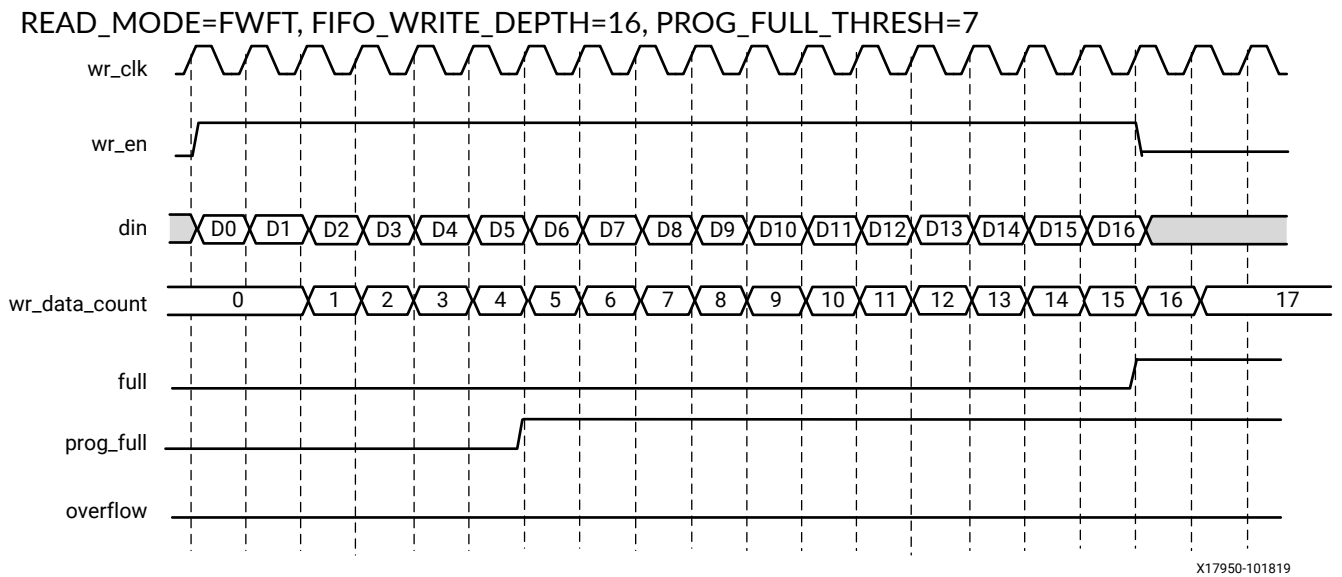 READ_MODE=FWFT, FIFO_WRITE_DEPTH=16, PROG_FULL_THRESH=7
wr_clk
wr_en
din D0 D1 D2 D3 D4 D5 D6 D7 D8 D9 D10 D11 D12 D13 D14 D15 D16
wr_data_count 0 1 2 3 4 5 6 7 8 9 10 11 12 13 14 15 16 17
full
prog_full
overflow
X17950-101819